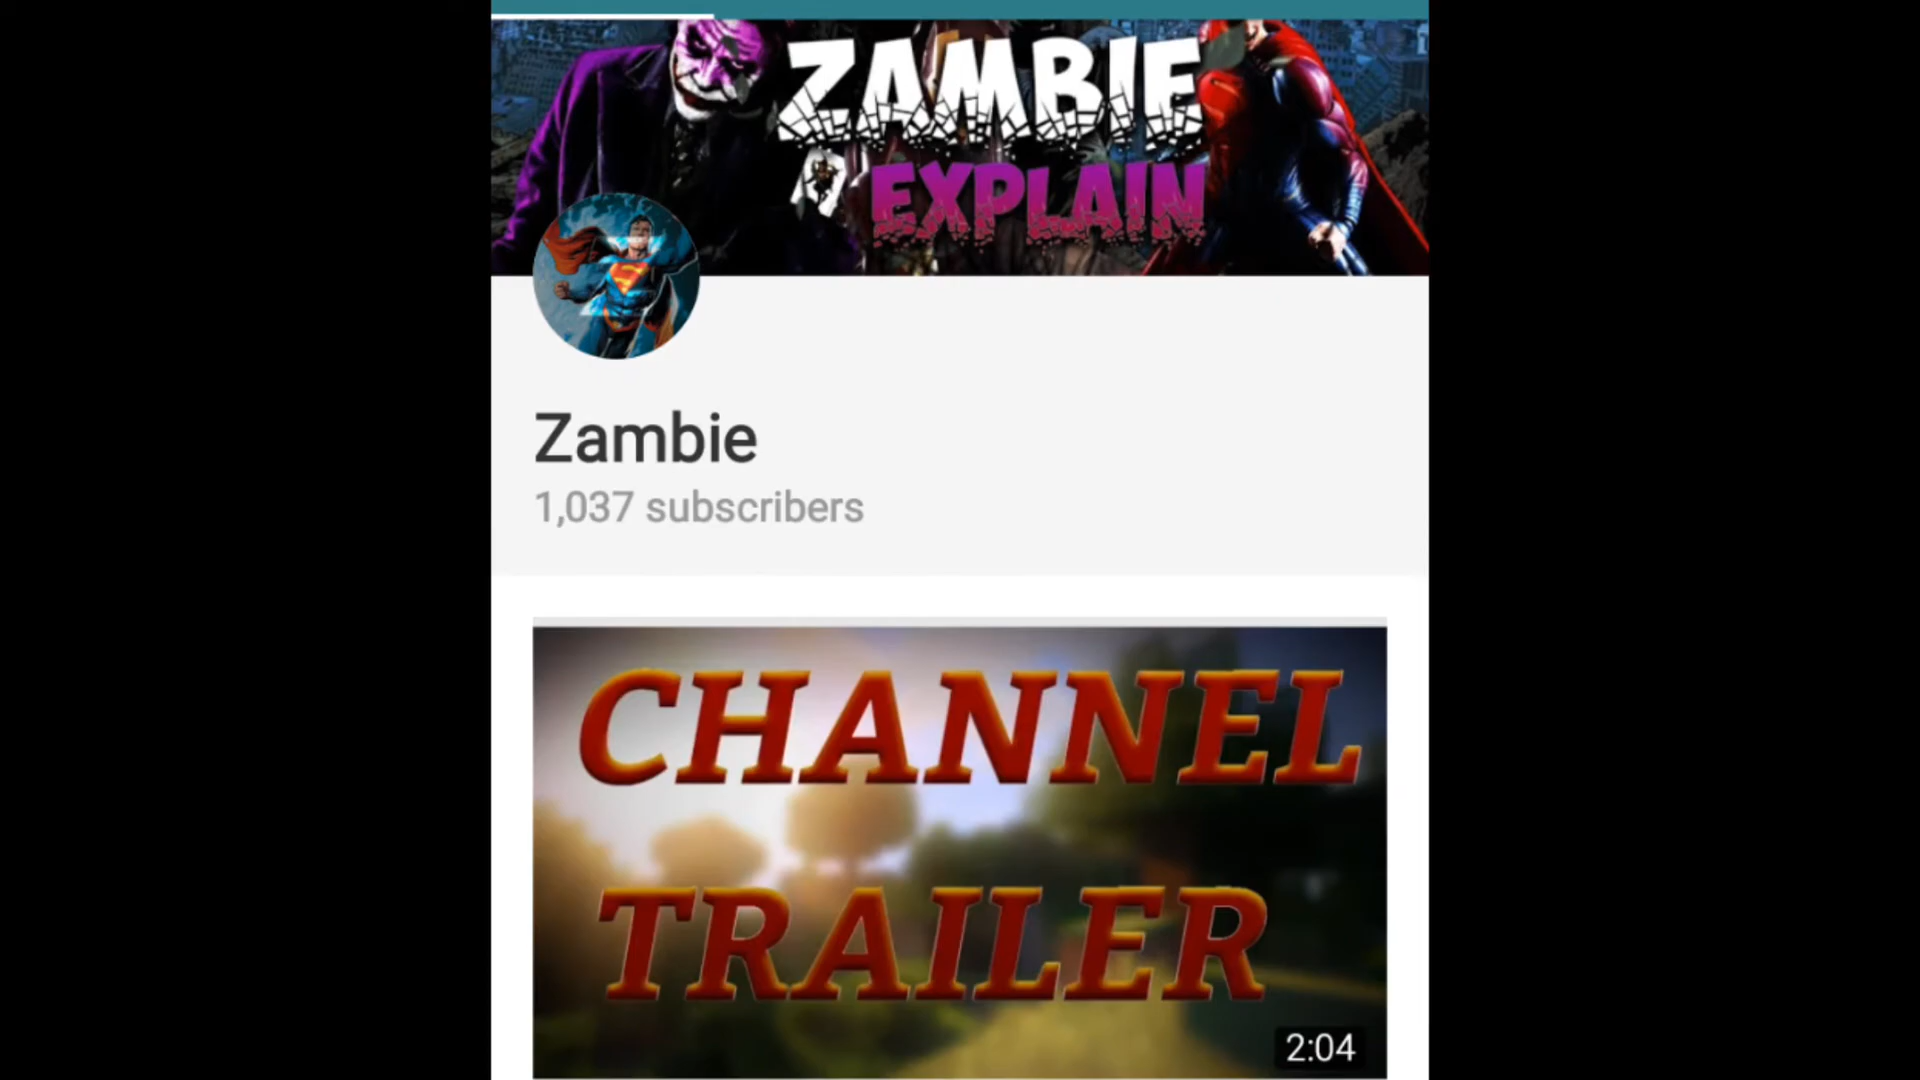 ZAMBIE
EXPLAIN
Zambie
1,037 subscribers
CHANNEL
TRAILER
2:04